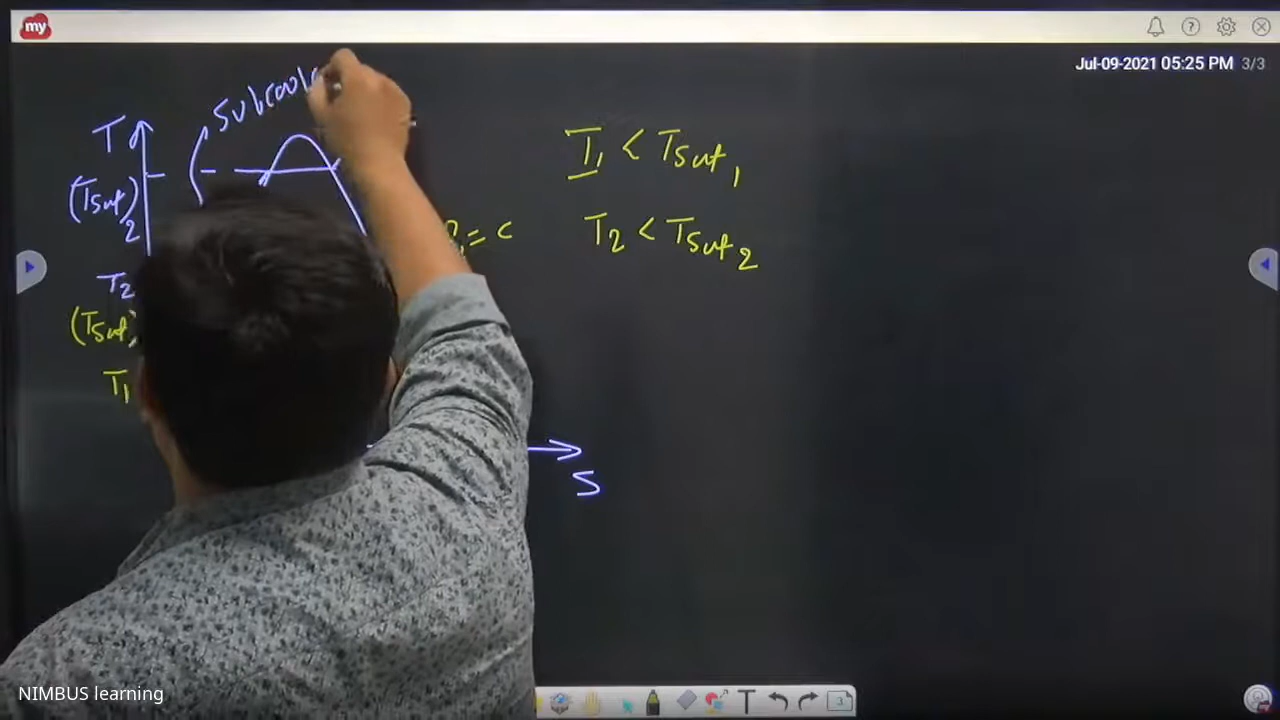 my
Jul-09-2021 05:25 PM 3/3
T
(Tsat)2
T2
(Tsat)
T1
T1 < Tsat1
T2 < Tsat2
= C
S
T
3
NIMBUS learning